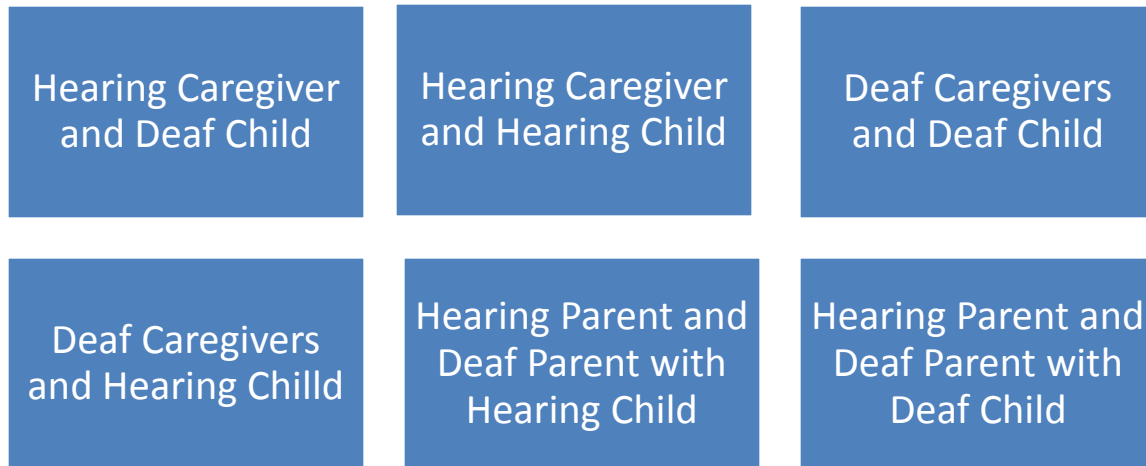 Hearing Caregiver
and Deaf Child
Hearing Caregiver
and Hearing Child
Deaf Caregivers
and Deaf Child
Deaf Caregivers
and Hearing Chilld
Hearing Parent and
Deaf Parent with
Hearing Child
Hearing Parent and
Deaf Parent with
Deaf Child